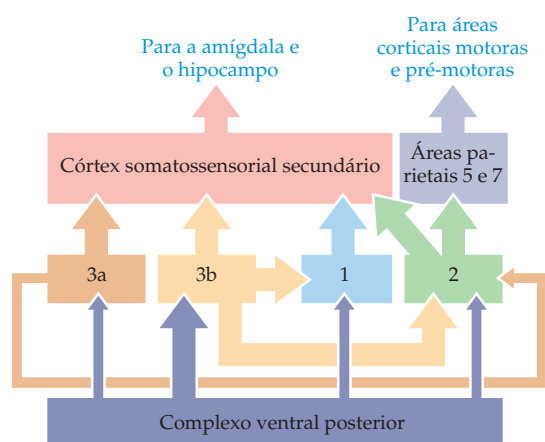 Para a amígdala e
o hipocampo
Para áreas
corticais motoras
e pré-motoras
Córtex somatossensorial secundário
Áreas pa-
rietais 5 e 7
3a
3b
1
2
Complexo ventral posterior